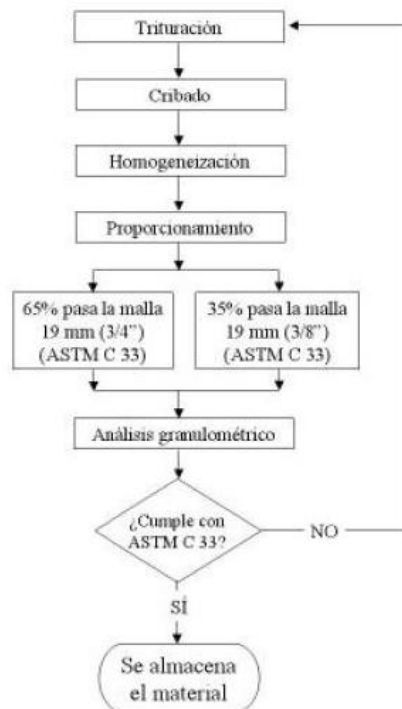 Trituración
Cribado
Homogeneización
Proporcionamiento
65% pasa la malla
19 mm (3/4")
(ASTM C 33)
35% pasa la malla
19 mm (3/8")
(ASTM C 33)
Análisis granulométrico
¿Cumple con
ASTM C 33?
NO
SÍ
Se almacena
el material